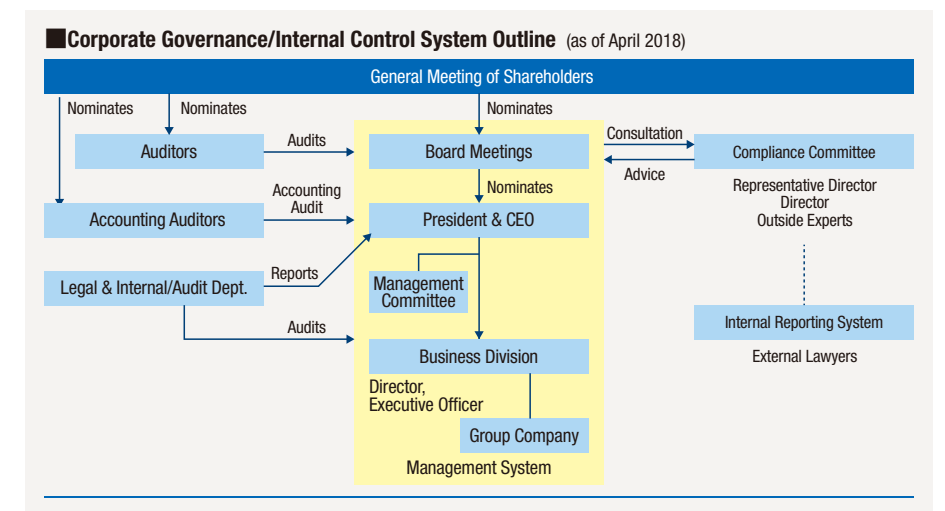 ■Corporate Governance/Internal Control System Outline (as of April 2018)
General Meeting of Shareholders
Nominates
Nominates
Nominates
Auditors
Audits
Board Meetings
Consultation
Advice
Compliance Committee
Representative Director
Director
Outside Experts
Nominates
Accounting Auditors
Accounting
Audit
President & CEO
Legal & Internal/Audit Dept.
Reports
Management
Committee
Internal Reporting System
External Lawyers
Audits
Business Division
Director,
Executive Officer
Group Company
Management System